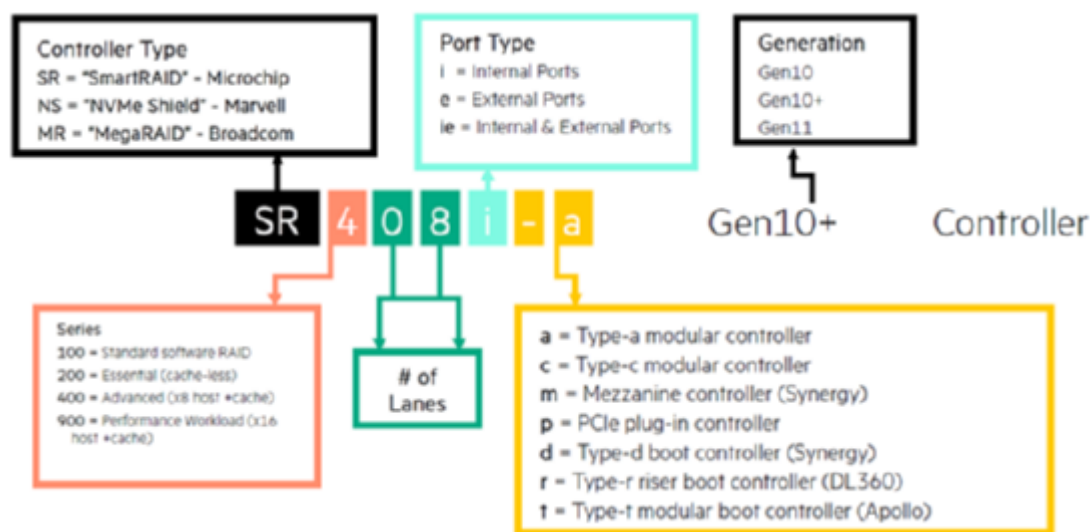 Controller Type
SR = "SmartRAID" - Microchip
NS = "NVMe Shield" - Marvell
MR = "MegaRAID" - Broadcom
Port Type
i = Internal Ports
e = External Ports
ie = Internal & External Ports
Generation
Gen10
Gen10+
Gen11
SR 4 0 8 i - a
Gen10+ Controller
Series
100 = Standard software RAID
200 = Essential (cache-less)
400 = Advanced (x8 host +cache)
900 = Performance Workload (x16
host +cache)
# of
Lanes
a = Type-a modular controller
c = Type-c modular controller
m = Mezzanine controller (Synergy)
p = PCIe plug-in controller
d = Type-d boot controller (Synergy)
r = Type-r riser boot controller (DL360)
t = Type-t modular boot controller (Apollo)